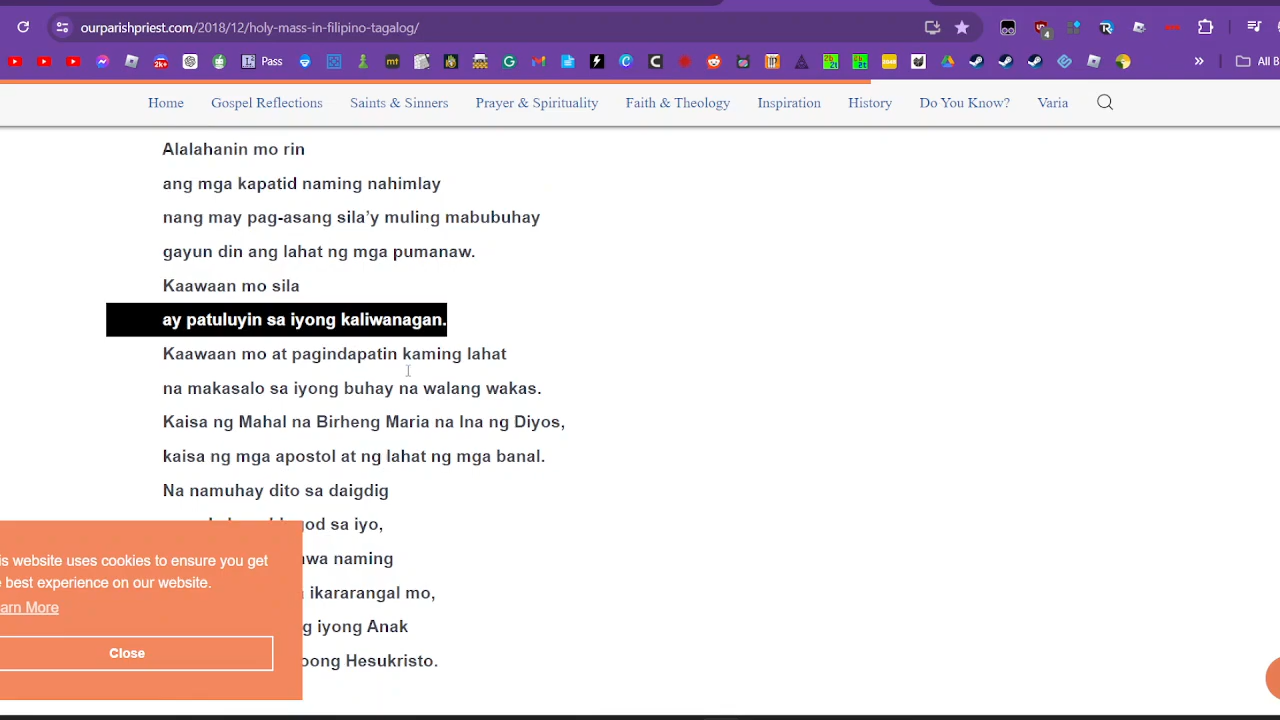 ourparishpriest.com/2018/12/holy-mass-in-filipino-tagalog/
Pass
All B
Home Gospel Reflections Saints & Sinners Prayer & Spirituality Faith & Theology Inspiration History Do You Know? Varia
Alalahanin mo rin
ang mga kapatid naming nahimlay
nang may pag-asang sila’y muling mabubuhay
gayun din ang lahat ng mga pumanaw.
Kaawaan mo sila
ay patuluyin sa iyong kaliwanagan.
Kaawaan mo at pagindapatin kaming lahat
na makasalo sa iyong buhay na walang wakas.
Kaisa ng Mahal na Birheng Maria na Ina ng Diyos,
kaisa ng mga apostol at ng lahat ng mga banal.
Na namuhay dito sa daigdig
sa iyo,
naming
ikararangal mo,
iyong Anak
Hesukristo.
website uses cookies to ensure you get
best experience on our website.
More
Close